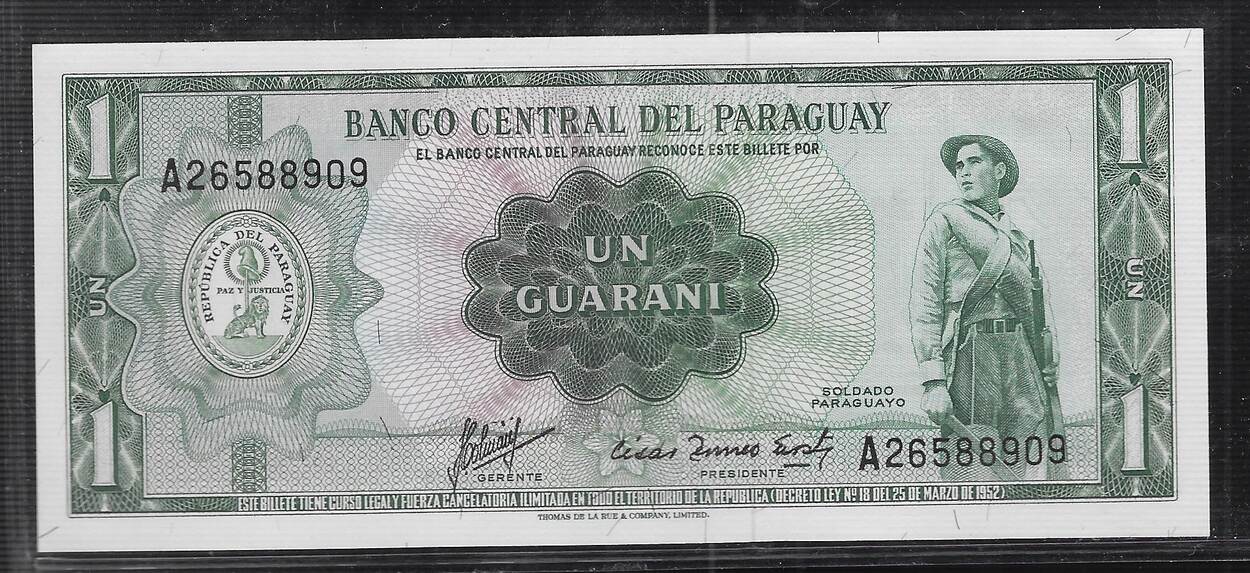 1
1
BANCO CENTRAL DEL PARAGUAY
EL BANCO CENTRAL DEL PARAGUAY RECONOCE ESTE BILLETE POR
A26588909
REPÚBLICA DEL PARAGUAY
PAZ Y JUSTICIA
UN
GUARANI
UN
UN
SOLDADO
PARAGUAYO
1
1
GERENTE
PRESIDENTE
A26588909
ESTE BILLETE TIENE CURSO LEGAL Y FUERZA CANCELATORIA ILIMITADA EN TODO EL TERRITORIO DE LA REPUBLICA (DECRETO LEY Nº 18 DEL 25 DE MARZO DE 1952)
THOMAS DE LA RUE & COMPANY, LIMITED.